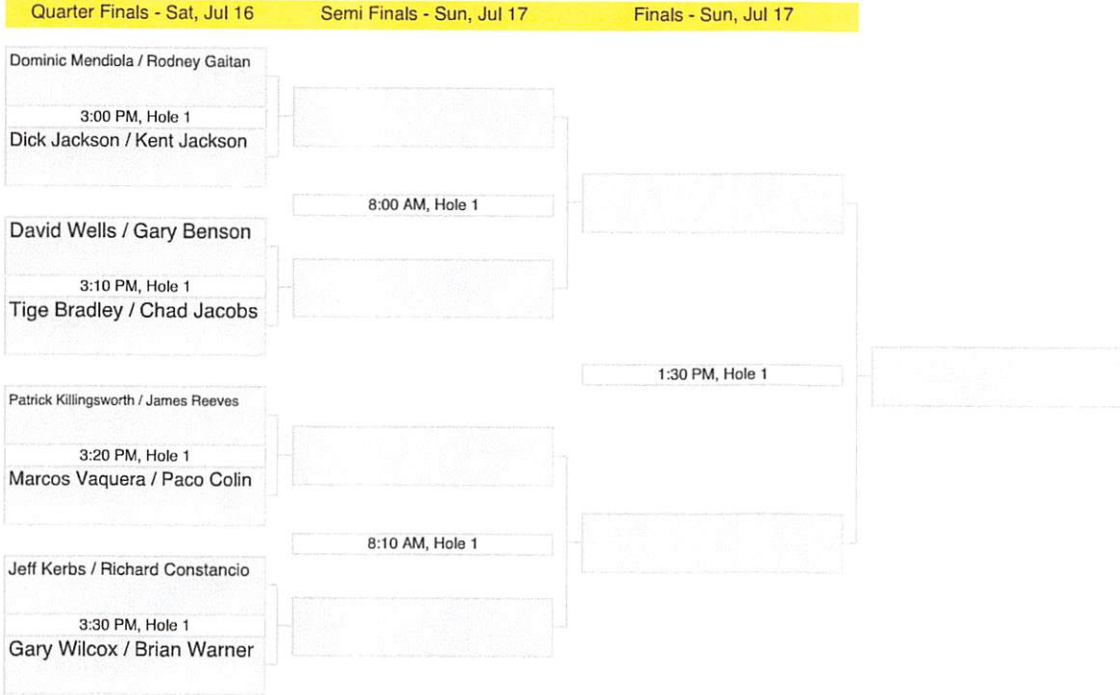 Quarter Finals - Sat, Jul 16
Semi Finals - Sun, Jul 17
Finals - Sun, Jul 17
Dominic Mendiola / Rodney Gaitan
3:00 PM, Hole 1
Dick Jackson / Kent Jackson
8:00 AM, Hole 1
David Wells / Gary Benson
3:10 PM, Hole 1
Tige Bradley / Chad Jacobs
1:30 PM, Hole 1
Patrick Killingsworth / James Reeves
3:20 PM, Hole 1
Marcos Vaquera / Paco Colin
8:10 AM, Hole 1
Jeff Kerbs / Richard Constancio
3:30 PM, Hole 1
Gary Wilcox / Brian Warner